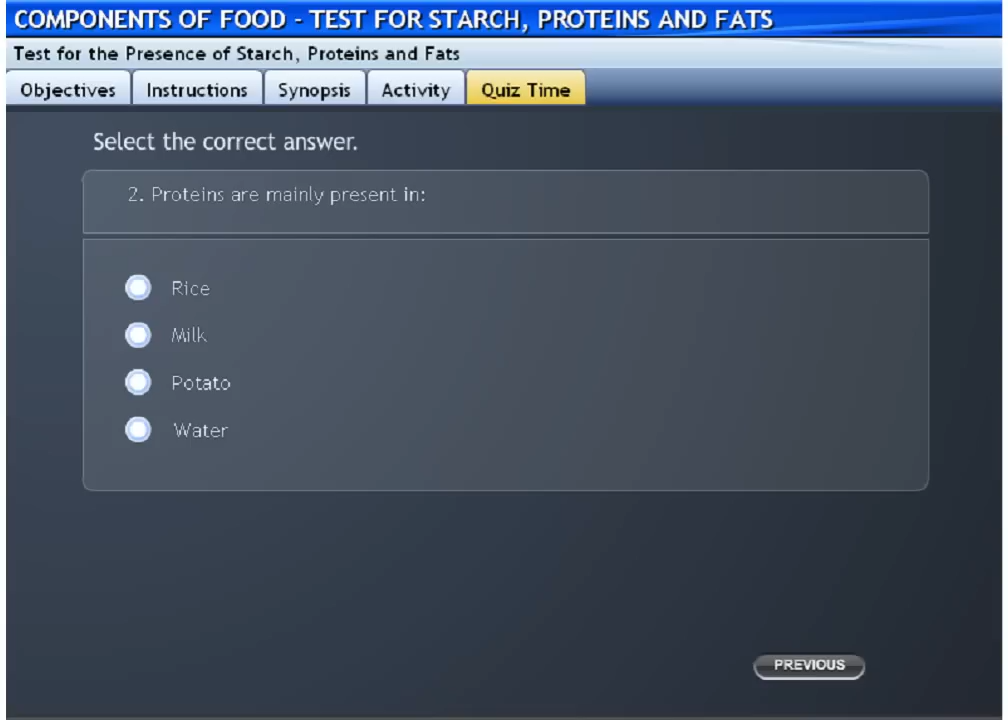 COMPONENTS OF FOOD - TEST FOR STARCH, PROTEINS AND FATS
Test for the Presence of Starch, Proteins and Fats
Objectives Instructions Synopsis Activity Quiz Time
Select the correct answer.
2. Proteins are mainly present in:
Rice
Milk
Potato
Water
PREVIOUS